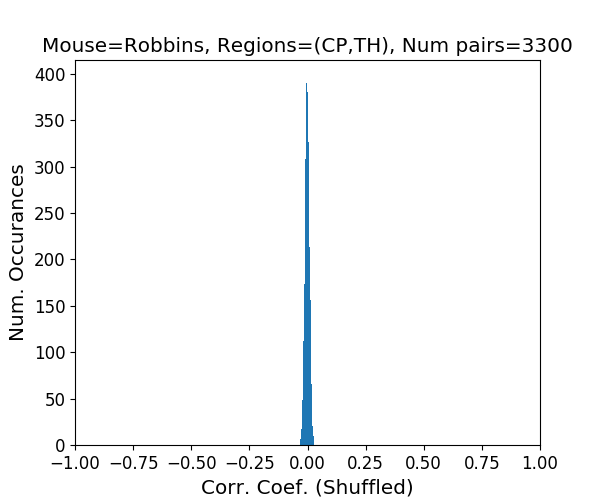 Mouse=Robbins, Regions=(CP,TH), Num pairs=3300
400
350
300
250
200
150
100
50
0
Num. Occurances
−1.00 −0.75 −0.50 −0.25 0.00 0.25 0.50 0.75 1.00
Corr. Coef. (Shuffled)